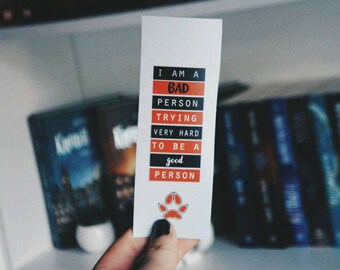 I AM A
BAD
PERSON
TRYING
VERY HARD
TO BE A
good
PERSON